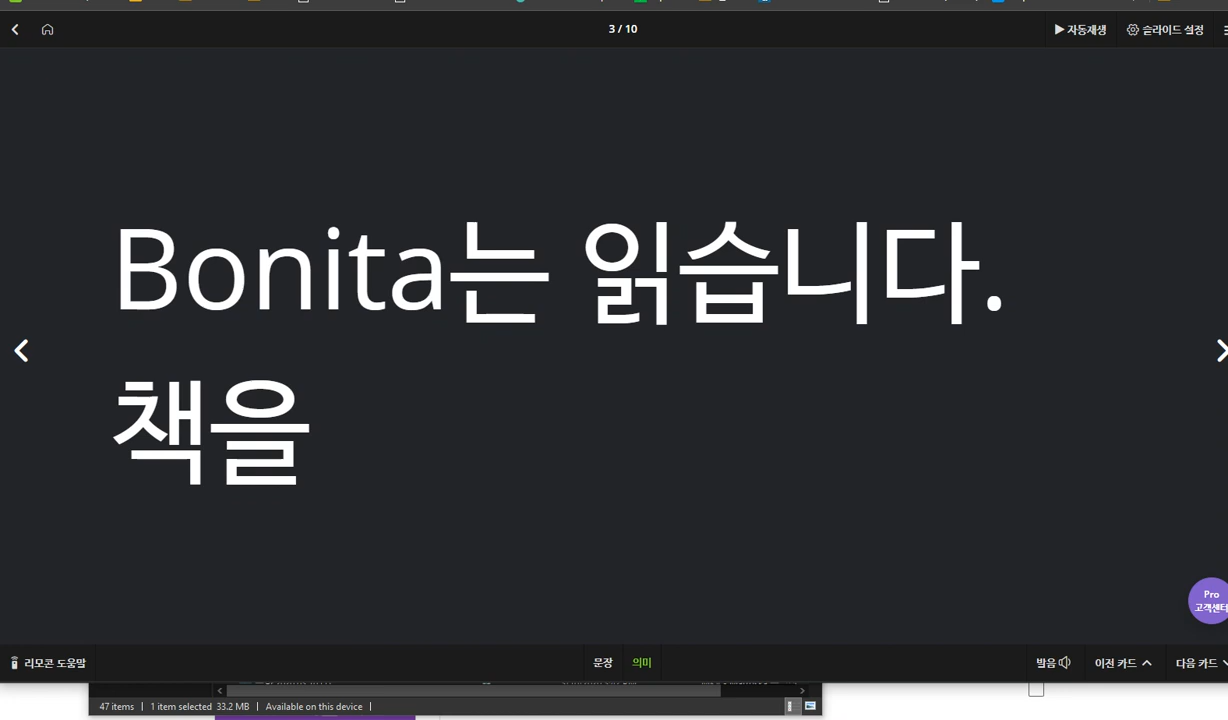 3 / 10
▶ 자동재생
슬라이드 설정
Bonita는 읽습니다.
책을
Pro
고객센터
리모콘 도움말
문장
의미
발음
이전 카드
다음 카드
47 items
1 item selected 33.2 MB
Available on this device